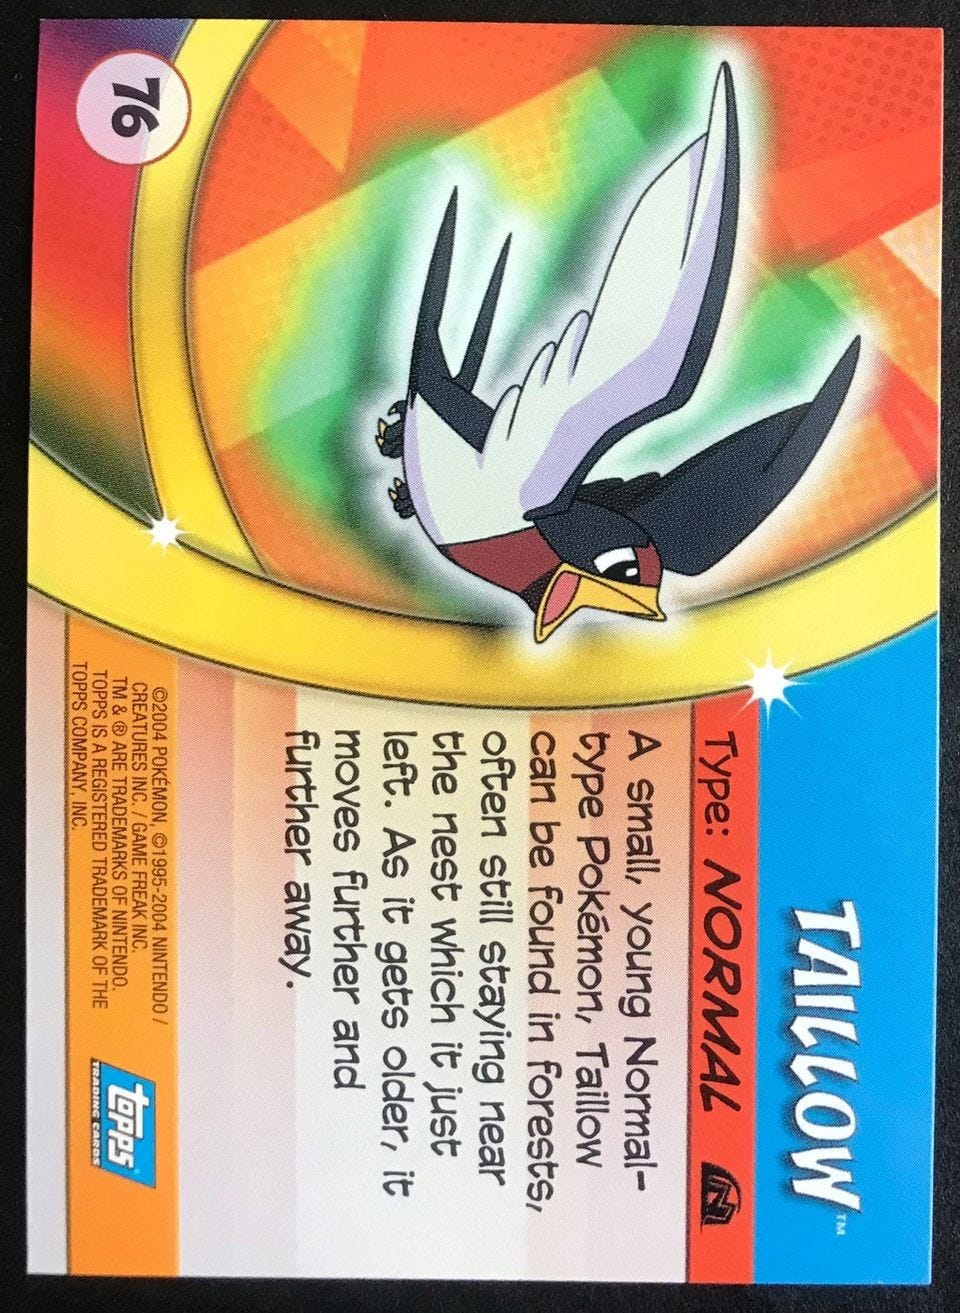 TAILLOW™
Type: NORMAL N
A small, young Normal-
type Pokémon, Taillow
can be found in forests,
often still staying near
the nest which it just
left. As it gets older, it
moves further and
further away.
©2004 POKÉMON, ©1995-2004 NINTENDO /
CREATURES INC. / GAME FREAK INC.
TM & ® ARE TRADEMARKS OF NINTENDO.
TOPPS IS A REGISTERED TRADEMARK OF THE
TOPPS COMPANY, INC.
topps
TRADING CARDS
76